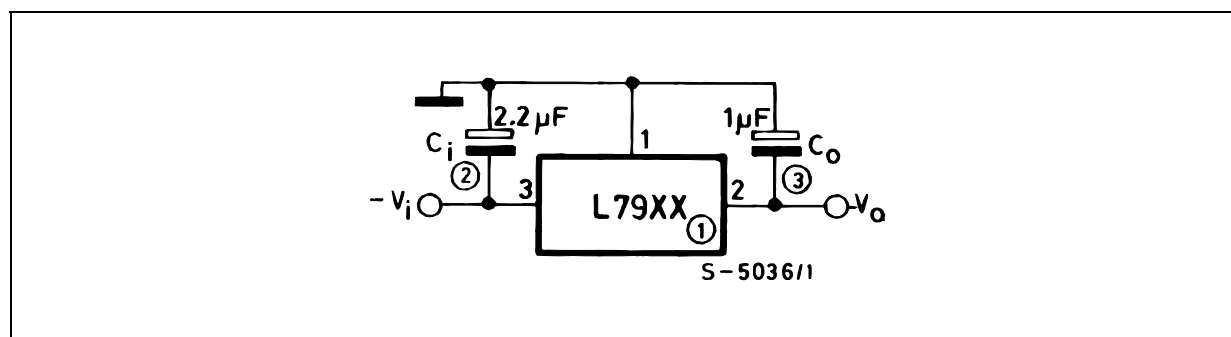 2.2µF
1µF
Ci
1
Co
②
③
3
2
-Vi
L79XX
①
-Vo
S-5036/1